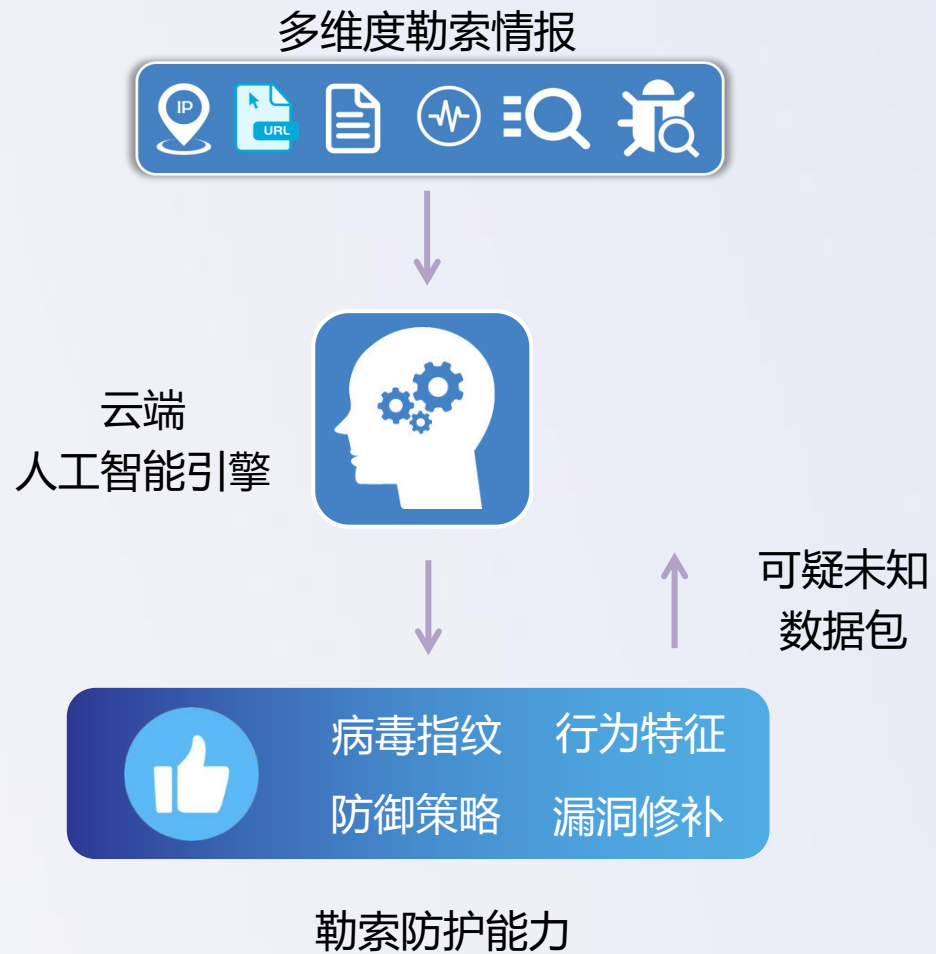 多维度勒索情报
IP
URL
云端
人工智能引擎
可疑未知
数据包
病毒指纹 行为特征
防御策略 漏洞修补
勒索防护能力